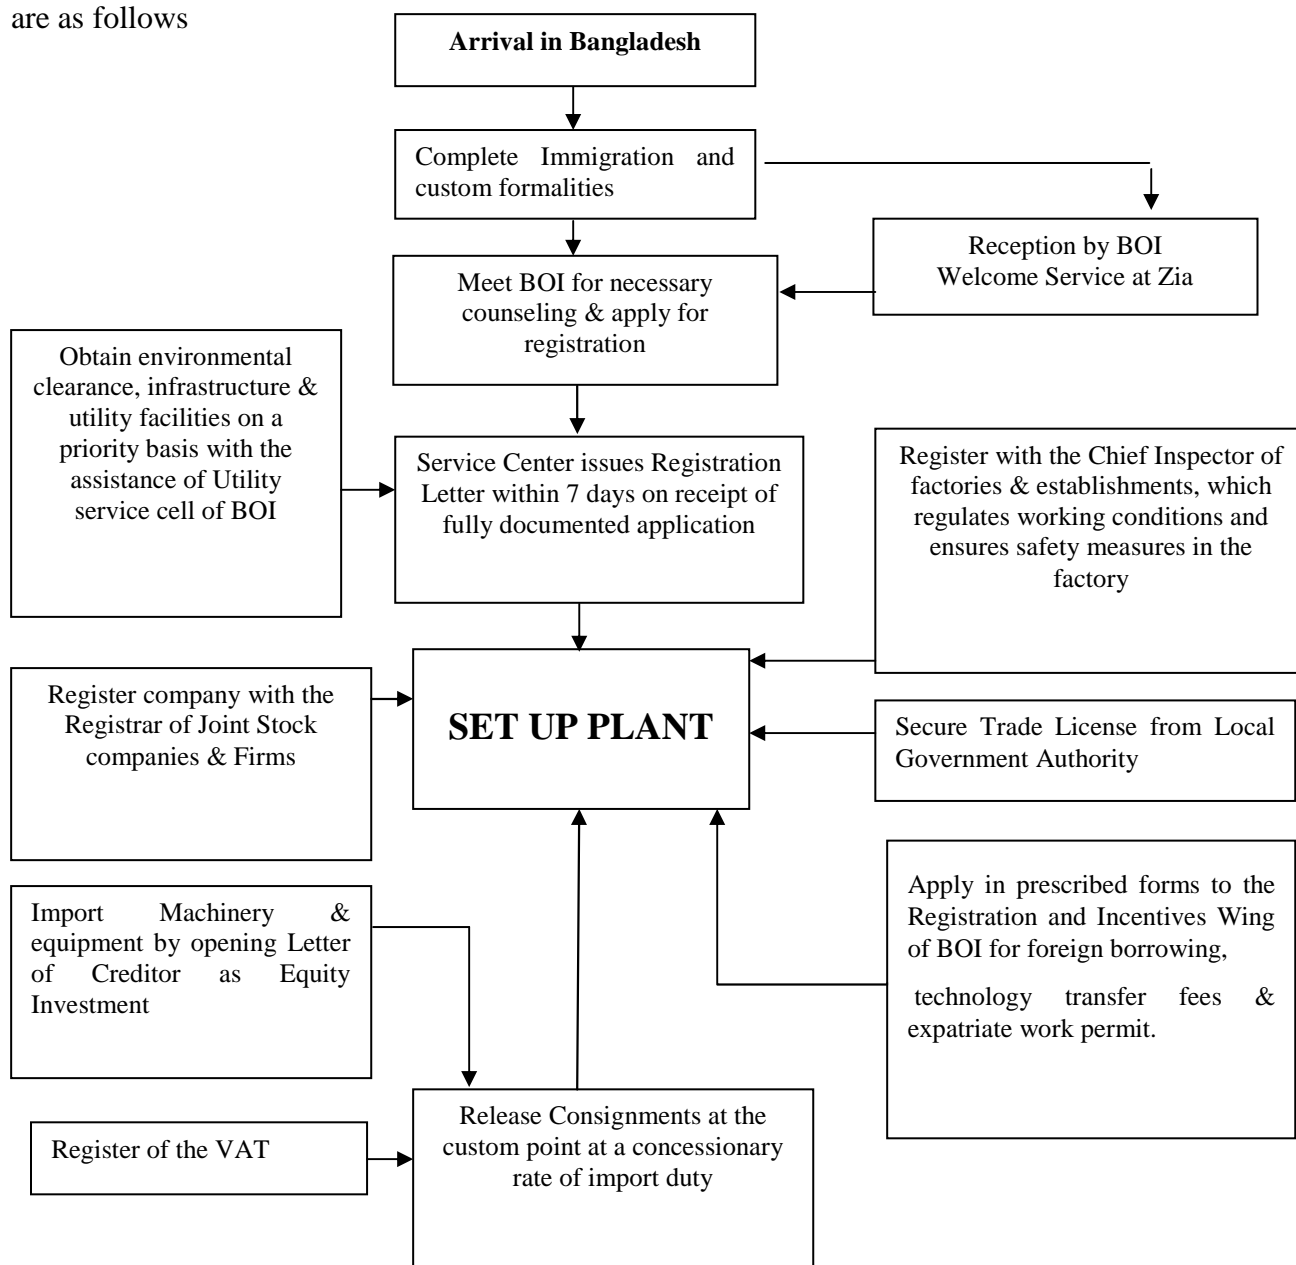 are as follows
Arrival in Bangladesh
Complete Immigration and
custom formalities
Reception by BOI
Welcome Service at Zia
Meet BOI for necessary
counseling & apply for
registration
Obtain environmental
clearance, infrastructure &
utility facilities on a
priority basis with the
assistance of Utility
service cell of BOI
Service Center issues Registration
Letter within 7 days on receipt of
fully documented application
Register with the Chief Inspector of
factories & establishments, which
regulates working conditions and
ensures safety measures in the
factory
Register company with the
Registrar of Joint Stock
companies & Firms
SET UP PLANT
Secure Trade License from Local
Government Authority
Import Machinery &
equipment by opening Letter
of Creditor as Equity
Investment
Apply in prescribed forms to the
Registration and Incentives Wing
of BOI for foreign borrowing,
technology transfer fees &
expatriate work permit.
Register of the VAT
Release Consignments at the
custom point at a concessionary
rate of import duty